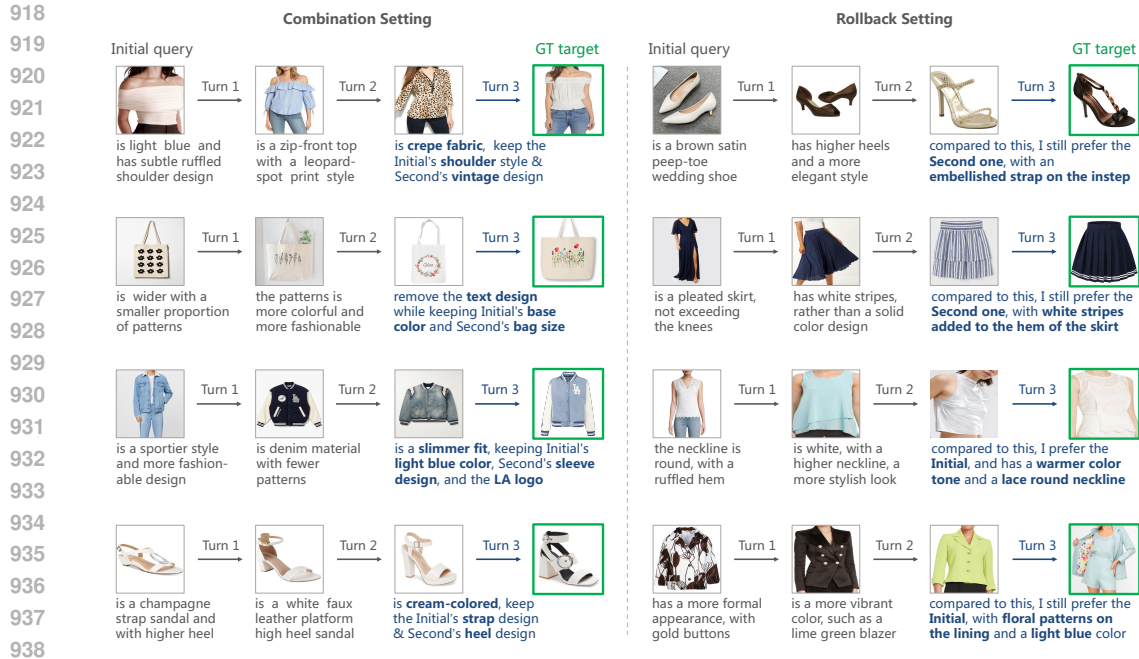 918
919
920
921
922
923
924
925
926
927
928
929
930
931
932
933
934
935
936
937
938
Combination Setting
Initial query
GT target
Turn 1
Turn 2
Turn 3
is light blue and
has subtle ruffled
shoulder design
is a zip-front top
with a leopard-
spot print style
is crepe fabric, keep the
Initial's shoulder style &
Second's vintage design
Turn 1
Turn 2
Turn 3
is wider with a
smaller proportion
of patterns
the patterns is
more colorful and
more fashionable
remove the text design
while keeping Initial's base
color and Second's bag size
Turn 1
Turn 2
Turn 3
is a sportier style
and more fashion-
able design
is denim material
with fewer
patterns
is a slimmer fit, keeping Initial's
light blue color, Second's sleeve
design, and the LA logo
Turn 1
Turn 2
Turn 3
is a champagne
strap sandal and
with higher heel
is a white faux
leather platform
high heel sandal
is cream-colored, keep
the Initial's strap design
& Second's heel design
Rollback Setting
Initial query
GT target
Turn 1
Turn 2
Turn 3
is a brown satin
peep-toe
wedding shoe
has higher heels
and a more
elegant style
compared to this, I still prefer the
Second one, with an
embellished strap on the instep
Turn 1
Turn 2
Turn 3
is a pleated skirt,
not exceeding
the knees
has white stripes,
rather than a solid
color design
compared to this, I still prefer the
Second one, with white stripes
added to the hem of the skirt
Turn 1
Turn 2
Turn 3
the neckline is
round, with a
ruffled hem
is white, with a
higher neckline, a
more stylish look
compared to this, I prefer the
Initial, and has a warmer color
tone and a lace round neckline
Turn 1
Turn 2
Turn 3
has a more formal
appearance, with
gold buttons
is a more vibrant
color, such as a
lime green blazer
compared to this, I still prefer the
Initial, with floral patterns on
the lining and a light blue color